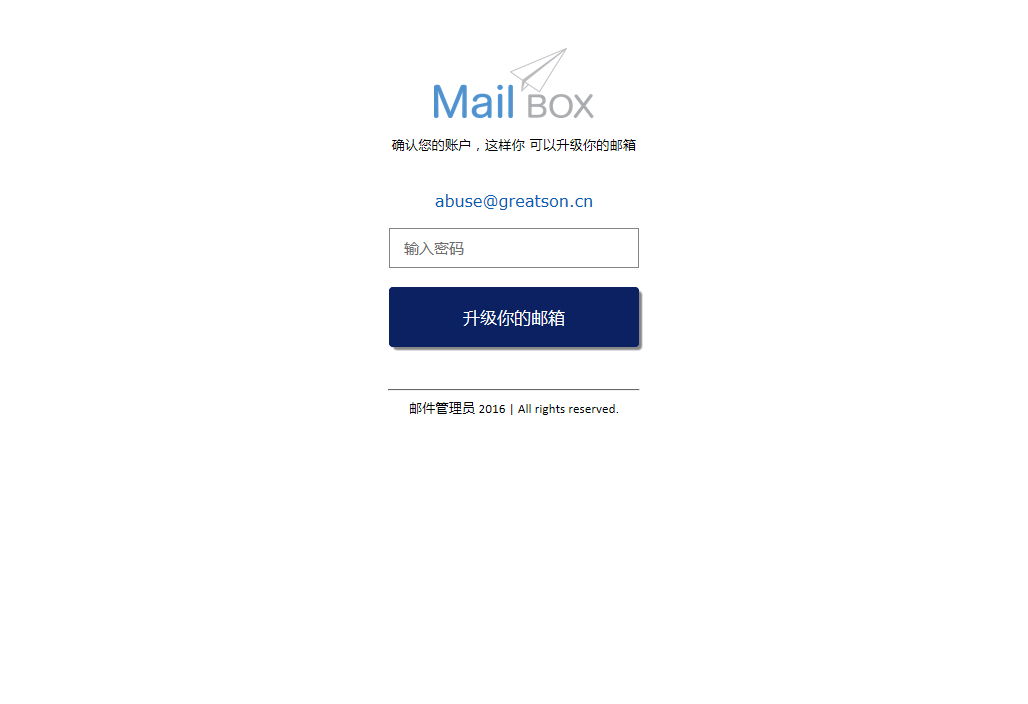 Mail BOX
确认您的账户，这样你 可以升级你的邮箱
abuse@greatson.cn
输入密码
升级你的邮箱
邮件管理员 2016 | All rights reserved.